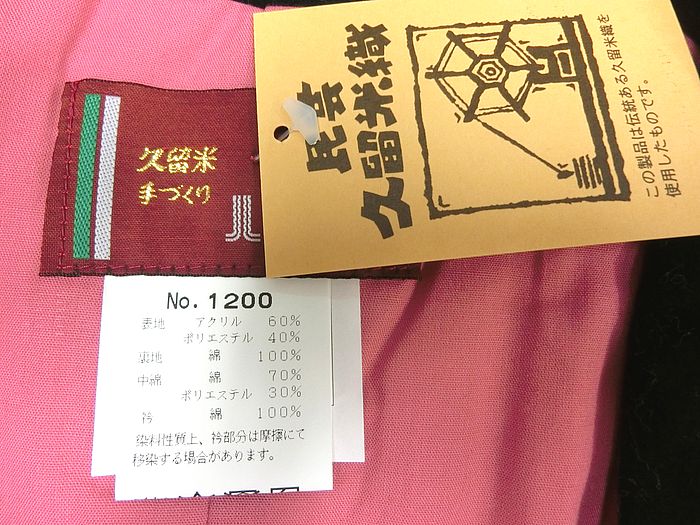 民芸
久留米織
この製品は伝統ある久留米織を
使用したものです。
久留米
手づくり
No.1200
表地 アクリル 60%
ポリエステル 40%
裏地 綿 100%
中綿 綿 70%
ポリエステル 30%
衿 綿 100%
染料性質上、衿部分は摩擦にて
移染する場合があります。